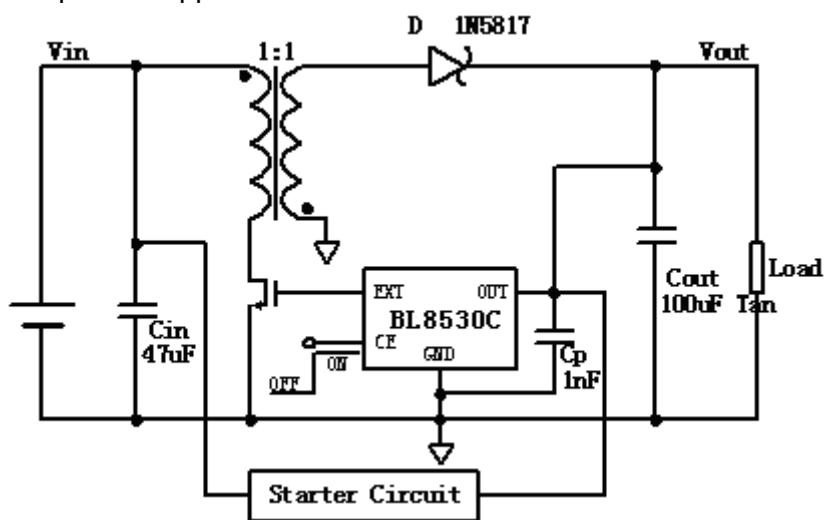 D 1N5817
Vin
1:1
Vout
EXT
OUT
BL8530C
CE
GND
ON
OFF
Cin
47uF
Cp
1nF
Cout
100uF Tan
Load
Starter Circuit